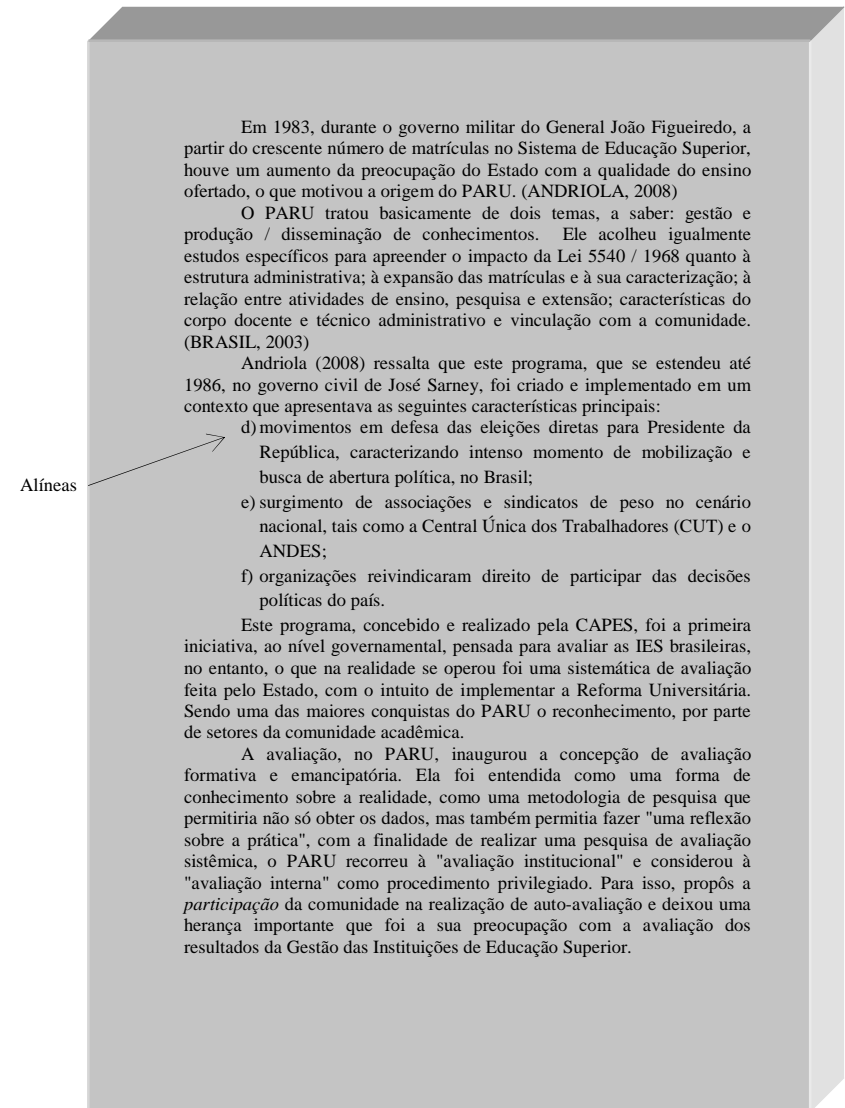 Em 1983, durante o governo militar do General João Figueiredo, a
partir do crescente número de matrículas no Sistema de Educação Superior,
houve um aumento da preocupação do Estado com a qualidade do ensino
ofertado, o que motivou a origem do PARU. (ANDRIOLA, 2008)
O PARU tratou basicamente de dois temas, a saber: gestão e
produção / disseminação de conhecimentos. Ele acolheu igualmente
estudos específicos para apreender o impacto da Lei 5540 / 1968 quanto à
estrutura administrativa; à expansão das matrículas e à sua caracterização; à
relação entre atividades de ensino, pesquisa e extensão; características do
corpo docente e técnico administrativo e vinculação com a comunidade.
(BRASIL, 2003)
Andriola (2008) ressalta que este programa, que se estendeu até
1986, no governo civil de José Sarney, foi criado e implementado em um
contexto que apresentava as seguintes características principais:
d) movimentos em defesa das eleições diretas para Presidente da
República, caracterizando intenso momento de mobilização e
busca de abertura política, no Brasil;
Alíneas
e) surgimento de associações e sindicatos de peso no cenário
nacional, tais como a Central Única dos Trabalhadores (CUT) e o
ANDES;
f) organizações reivindicaram direito de participar das decisões
políticas do país.
Este programa, concebido e realizado pela CAPES, foi a primeira
iniciativa, ao nível governamental, pensada para avaliar as IES brasileiras,
no entanto, o que na realidade se operou foi uma sistemática de avaliação
feita pelo Estado, com o intuito de implementar a Reforma Universitária.
Sendo uma das maiores conquistas do PARU o reconhecimento, por parte
de setores da comunidade acadêmica.
A avaliação, no PARU, inaugurou a concepção de avaliação
formativa e emancipatória. Ela foi entendida como uma forma de
conhecimento sobre a realidade, como uma metodologia de pesquisa que
permitiria não só obter os dados, mas também permitia fazer "uma reflexão
sobre a prática", com a finalidade de realizar uma pesquisa de avaliação
sistêmica, o PARU recorreu à "avaliação institucional" e considerou à
"avaliação interna" como procedimento privilegiado. Para isso, propôs a
participação da comunidade na realização de auto-avaliação e deixou uma
herança importante que foi a sua preocupação com a avaliação dos
resultados da Gestão das Instituições de Educação Superior.